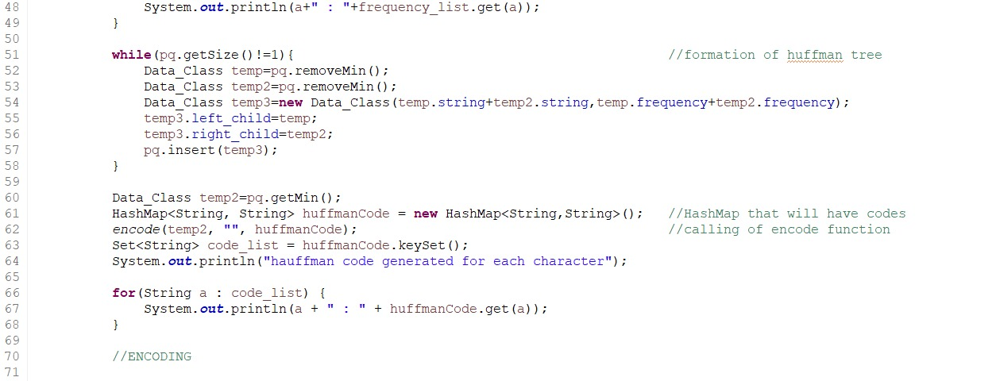 48 System.out.println(a+" : "+frequency_list.get(a));
49 }
50
51 while(pq.getSize()!=1){ //formation of huffman tree
52 Data_Class temp=pq.removeMin();
53 Data_Class temp2=pq.removeMin();
54 Data_Class temp3=new Data_Class(temp.string+temp2.string,temp.frequency+temp2.frequency);
55 temp3.left_child=temp;
56 temp3.right_child=temp2;
57 pq.insert(temp3);
58 }
59
60 Data_Class temp2=pq.getMin();
61 HashMap<String, String> huffmanCode = new HashMap<String,String>(); //HashMap that will have codes
62 encode(temp2, "", huffmanCode); //calling of encode function
63 Set<String> code_list = huffmanCode.keySet();
64 System.out.println("hauffman code generated for each character");
65
66 for(String a : code_list) {
67 System.out.println(a + " : " + huffmanCode.get(a));
68 }
69
70 //ENCODING
71